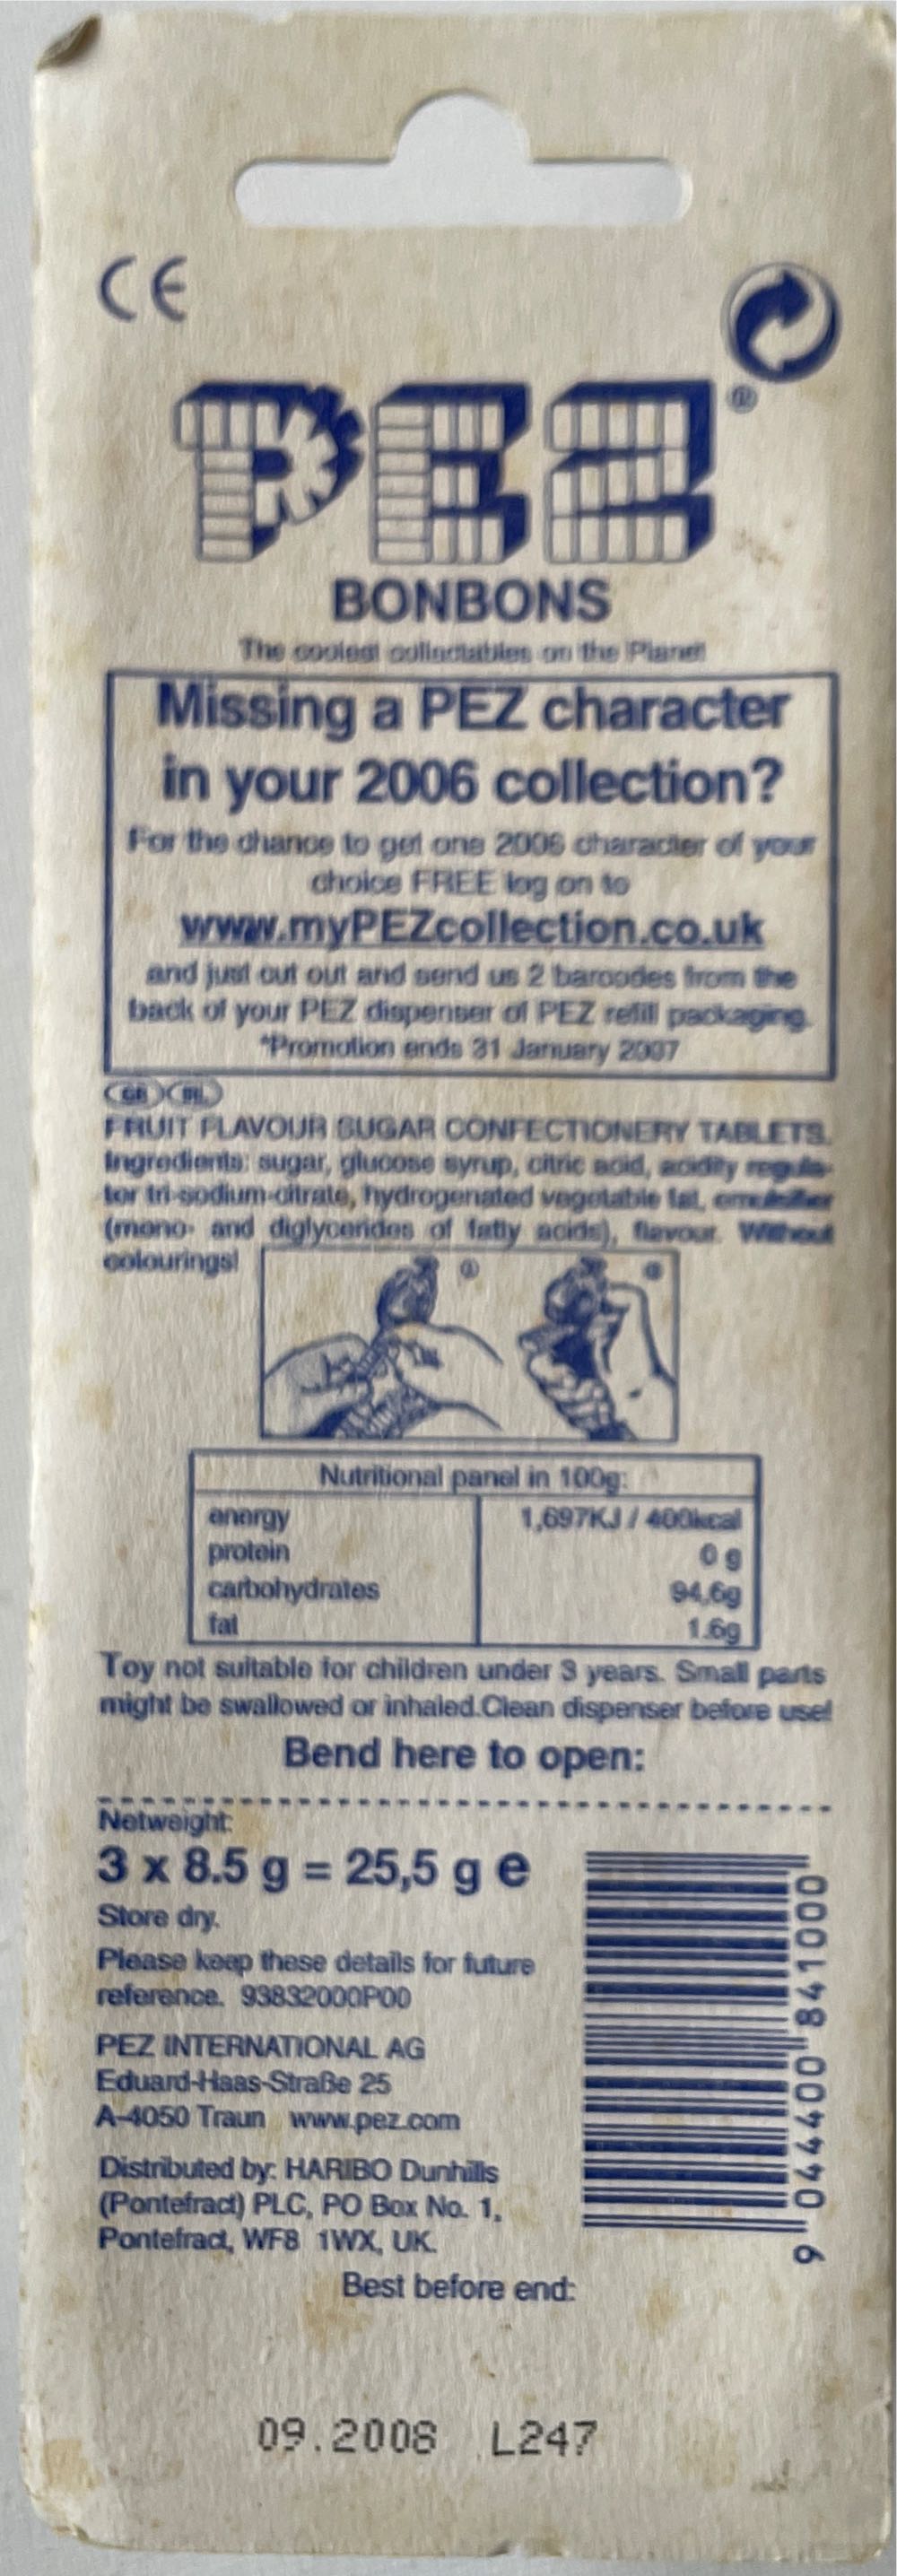 CE
PEZ®
BONBONS
The coolest collectables on the Planet
Missing a PEZ character
in your 2006 collection?
For the chance to get one 2006 character of your
choice FREE log on to
www.myPEZcollection.co.uk
and just cut out and send us 2 barcodes from the
back of your PEZ dispenser of PEZ refill packaging.
*Promotion ends 31 January 2007
GB IRL
FRUIT FLAVOUR SUGAR CONFECTIONERY TABLETS.
Ingredients: sugar, glucose syrup, citric acid, acidity regula-
tor tri-sodium-citrate, hydrogenated vegetable fat, emulsifier
(mono- and diglycerides of fatty acids), flavour. Without
colourings!
Nutritional panel in 100g:
energy 1,697KJ / 400kcal
protein 0 g
carbohydrates 94,6g
fat 1.6g
Toy not suitable for children under 3 years. Small parts
might be swallowed or inhaled.Clean dispenser before use!
Bend here to open:
Netweight:
3 x 8.5 g = 25,5 g e
Store dry.
Please keep these details for future
reference. 93832000P00
PEZ INTERNATIONAL AG
Eduard-Haas-Straße 25
A-4050 Traun www.pez.com
Distributed by: HARIBO Dunhills
(Pontefract) PLC, PO Box No. 1,
Pontefract, WF8 1WX, UK.
9 04400 841000
Best before end:
09.2008 L247